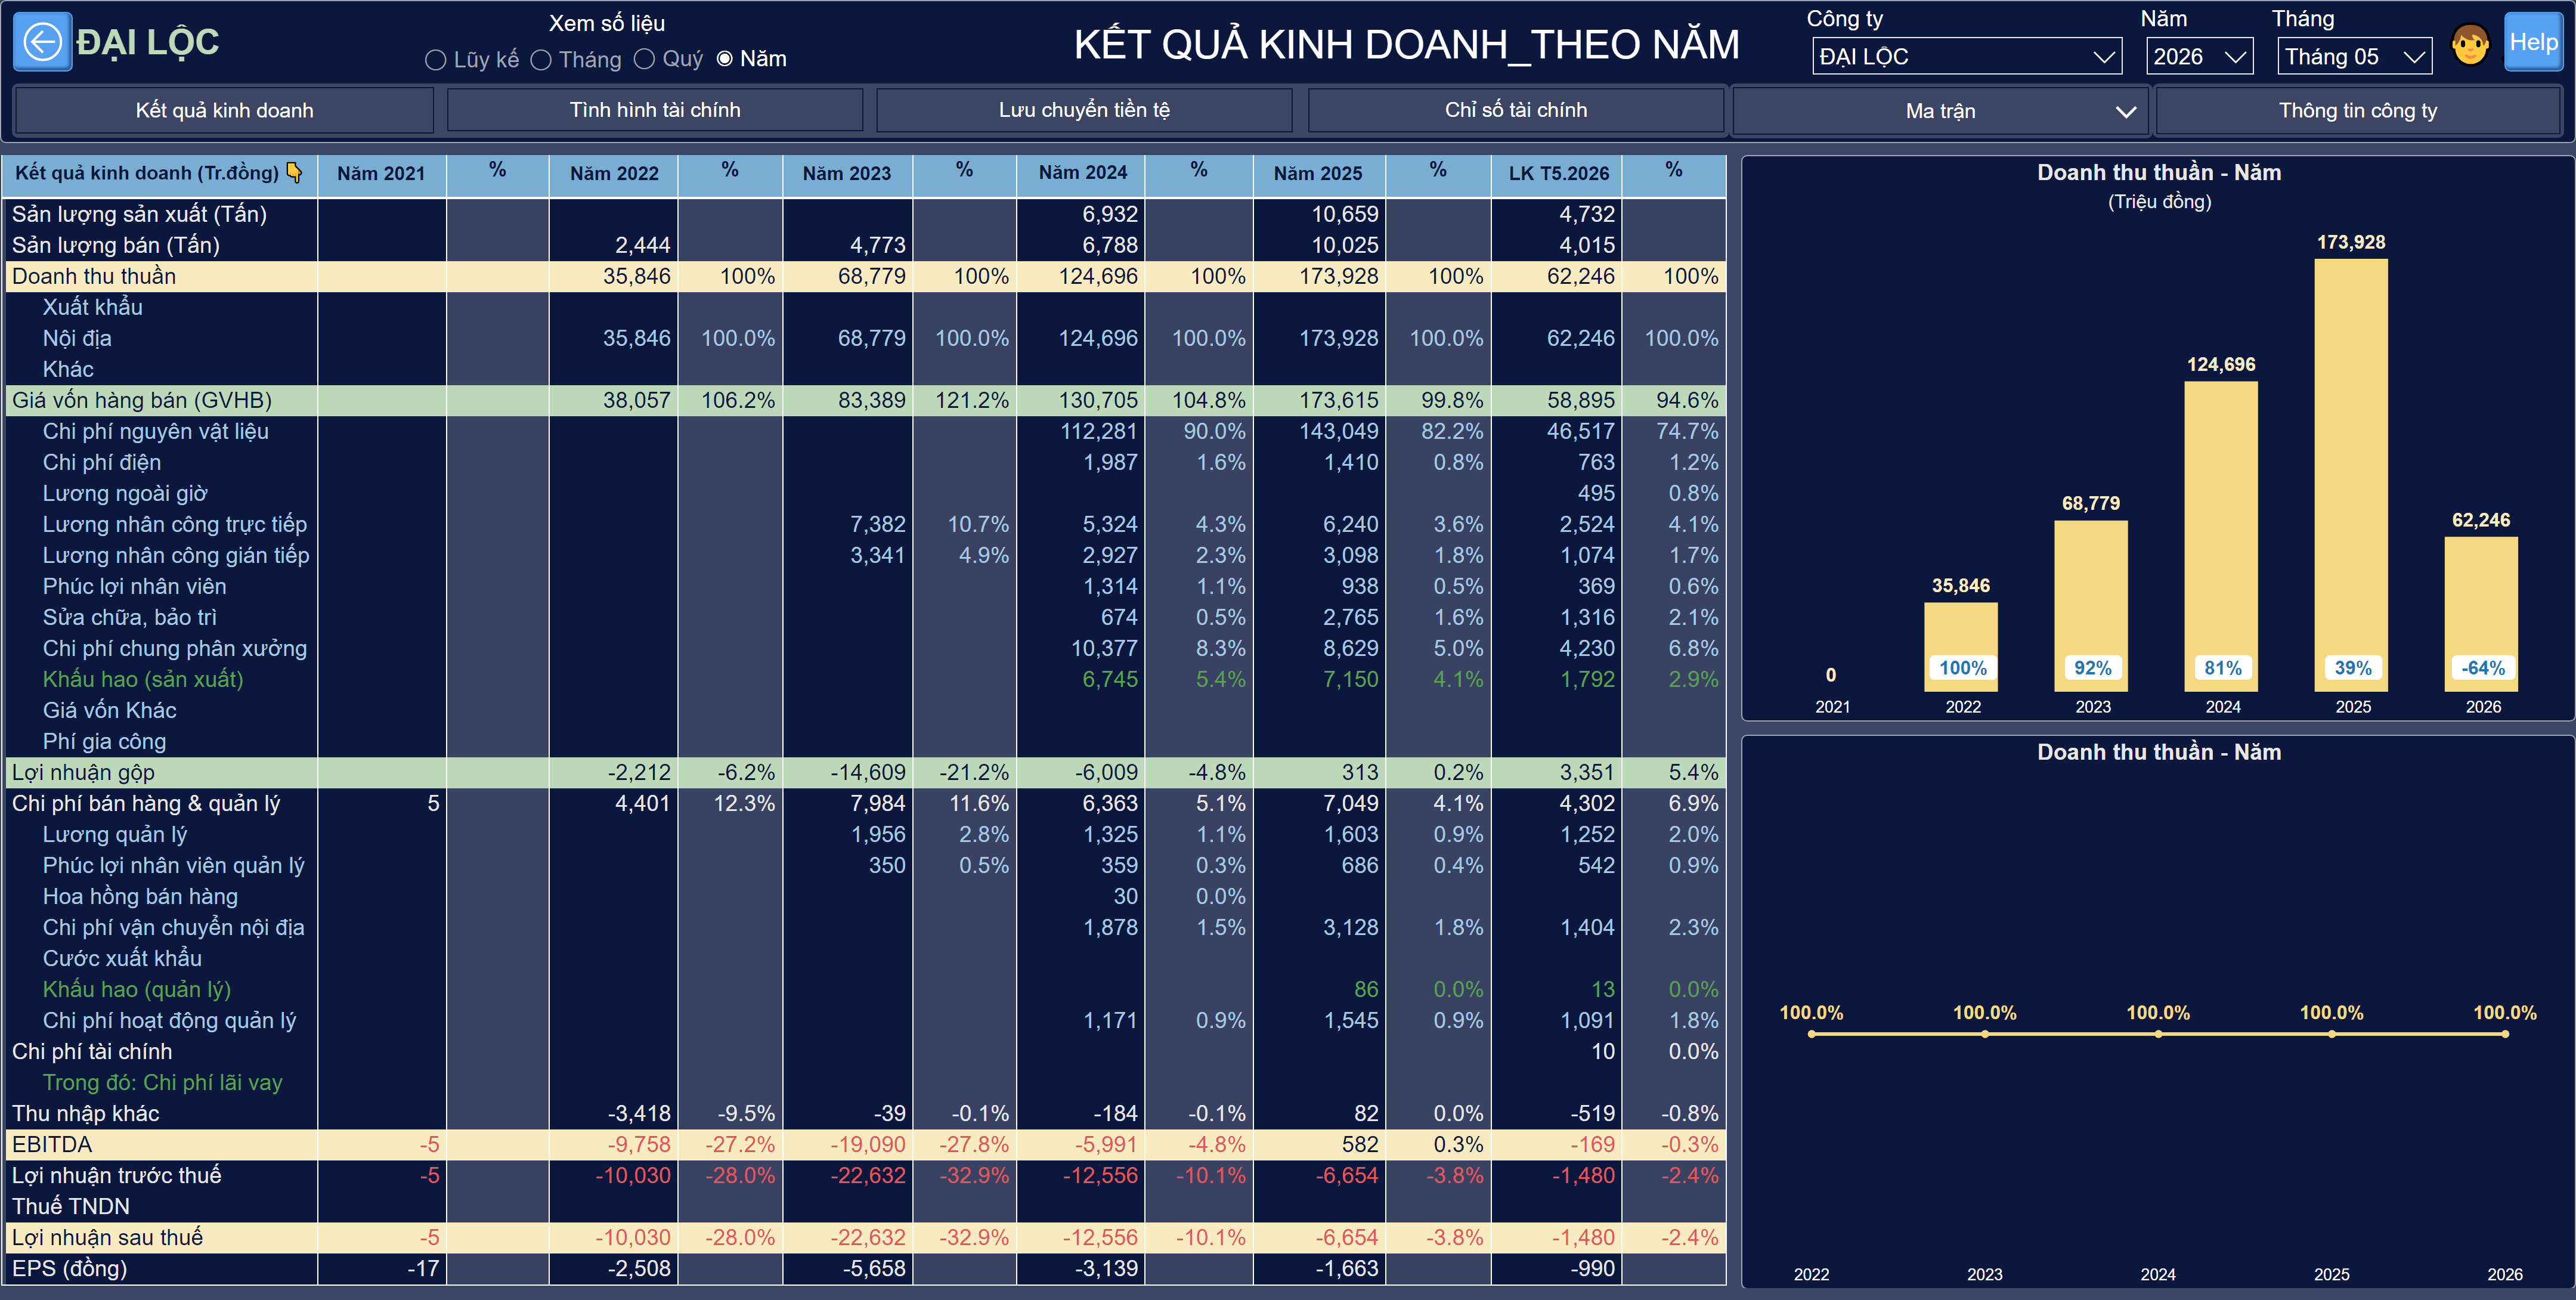 ĐẠI LỘC
Xem số liệu
Lũy kế Tháng Quý Năm
KẾT QUẢ KINH DOANH_THEO NĂM
Công ty Năm Tháng
ĐẠI LỘC 2026 Tháng 05 Help
Kết quả kinh doanh Tình hình tài chính Lưu chuyển tiền tệ Chỉ số tài chính Ma trận Thông tin công ty
Kết quả kinh doanh (Tr.đồng) Năm 2021 % Năm 2022 % Năm 2023 % Năm 2024 % Năm 2025 % LK T5.2026 %
Sản lượng sản xuất (Tấn) 6,932 10,659 4,732
Sản lượng bán (Tấn) 2,444 4,773 6,788 10,025 4,015
Doanh thu thuần 35,846 100% 68,779 100% 124,696 100% 173,928 100% 62,246 100%
Xuất khẩu
Nội địa 35,846 100.0% 68,779 100.0% 124,696 100.0% 173,928 100.0% 62,246 100.0%
Khác
Giá vốn hàng bán (GVHB) 38,057 106.2% 83,389 121.2% 130,705 104.8% 173,615 99.8% 58,895 94.6%
Chi phí nguyên vật liệu 112,281 90.0% 143,049 82.2% 46,517 74.7%
Chi phí điện 1,987 1.6% 1,410 0.8% 763 1.2%
Lương ngoài giờ 495 0.8%
Lương nhân công trực tiếp 7,382 10.7% 5,324 4.3% 6,240 3.6% 2,524 4.1%
Lương nhân công gián tiếp 3,341 4.9% 2,927 2.3% 3,098 1.8% 1,074 1.7%
Phúc lợi nhân viên 1,314 1.1% 938 0.5% 369 0.6%
Sửa chữa, bảo trì 674 0.5% 2,765 1.6% 1,316 2.1%
Chi phí chung phân xưởng 10,377 8.3% 8,629 5.0% 4,230 6.8%
Khấu hao (sản xuất) 6,745 5.4% 7,150 4.1% 1,792 2.9%
Giá vốn Khác
Phí gia công
Lợi nhuận gộp -2,212 -6.2% -14,609 -21.2% -6,009 -4.8% 313 0.2% 3,351 5.4%
Chi phí bán hàng & quản lý 5 4,401 12.3% 7,984 11.6% 6,363 5.1% 7,049 4.1% 4,302 6.9%
Lương quản lý 1,956 2.8% 1,325 1.1% 1,603 0.9% 1,252 2.0%
Phúc lợi nhân viên quản lý 350 0.5% 359 0.3% 686 0.4% 542 0.9%
Hoa hồng bán hàng 30 0.0%
Chi phí vận chuyển nội địa 1,878 1.5% 3,128 1.8% 1,404 2.3%
Cước xuất khẩu
Khấu hao (quản lý) 86 0.0% 13 0.0%
Chi phí hoạt động quản lý 1,171 0.9% 1,545 0.9% 1,091 1.8%
Chi phí tài chính 10 0.0%
Trong đó: Chi phí lãi vay
Thu nhập khác -3,418 -9.5% -39 -0.1% -184 -0.1% 82 0.0% -519 -0.8%
EBITDA -5 -9,758 -27.2% -19,090 -27.8% -5,991 -4.8% 582 0.3% -169 -0.3%
Lợi nhuận trước thuế -5 -10,030 -28.0% -22,632 -32.9% -12,556 -10.1% -6,654 -3.8% -1,480 -2.4%
Thuế TNDN
Lợi nhuận sau thuế -5 -10,030 -28.0% -22,632 -32.9% -12,556 -10.1% -6,654 -3.8% -1,480 -2.4%
EPS (đồng) -17 -2,508 -5,658 -3,139 -1,663 -990
Doanh thu thuần - Năm
(Triệu đồng)
173,928
124,696
68,779
62,246
35,846
0 100% 92% 81% 39% -64%
2021 2022 2023 2024 2025 2026
Doanh thu thuần - Năm
100.0% 100.0% 100.0% 100.0% 100.0%
2022 2023 2024 2025 2026